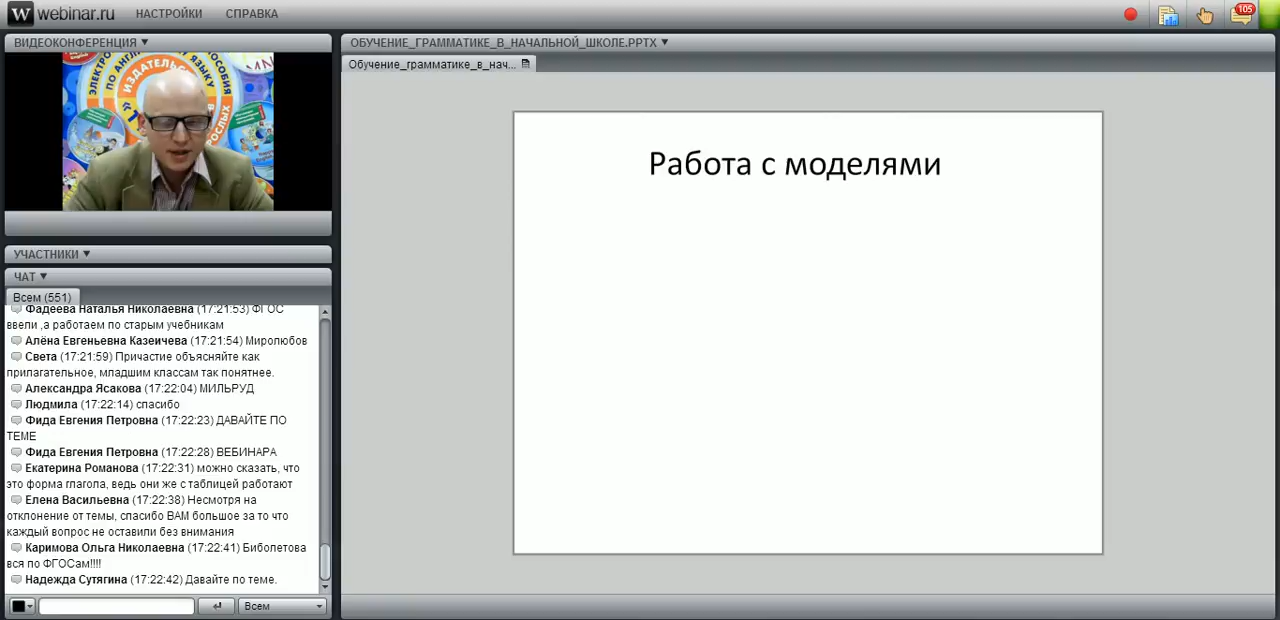 W webinar.ru НАСТРОЙКИ СПРАВКА
105
ВИДЕОКОНФЕРЕНЦИЯ
ИЗДАТЕЛЬСТВО
УЧАСТНИКИ
ЧАТ
Всем (551)
Фадеева Наталья Николаевна (17:21:53) ФГОС
ввели ,а работаем по старым учебникам
Алёна Евгеньевна Казеичева (17:21:54) Миролюбов
Света (17:21:59) Причастие объясняйте как
прилагательное, младшим классам так понятнее.
Александра Ясакова (17:22:04) МИЛЬРУД
Людмила (17:22:14) спасибо
Фида Евгения Петровна (17:22:23) ДАВАЙТЕ ПО
ТЕМЕ
Фида Евгения Петровна (17:22:28) ВЕБИНАРА
Екатерина Романова (17:22:31) можно сказать, что
это форма глагола, ведь они же с таблицей работают
Елена Васильевна (17:22:38) Несмотря на
отклонение от темы, спасибо ВАМ большое за то что
каждый вопрос не оставили без внимания
Каримова Ольга Николаевна (17:22:41) Биболетова
вся по ФГОСам!!!!
Надежда Сутягина (17:22:42) Давайте по теме.
Всем
ОБУЧЕНИЕ_ГРАММАТИКЕ_В_НАЧАЛЬНОЙ_ШКОЛЕ.PPTX
Обучение_грамматике_в_нач...
Работа с моделями